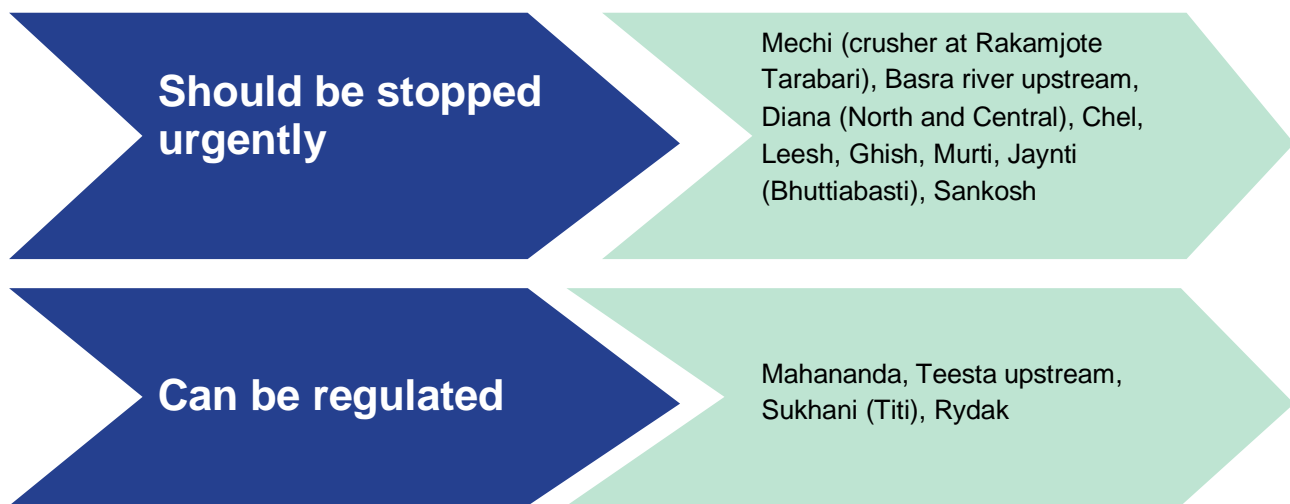 Should be stopped
urgently
Mechi (crusher at Rakamjote
Tarabari), Basra river upstream,
Diana (North and Central), Chel,
Leesh, Ghish, Murti, Jaynti
(Bhuttiabasti), Sankosh
Can be regulated
Mahananda, Teesta upstream,
Sukhani (Titi), Rydak